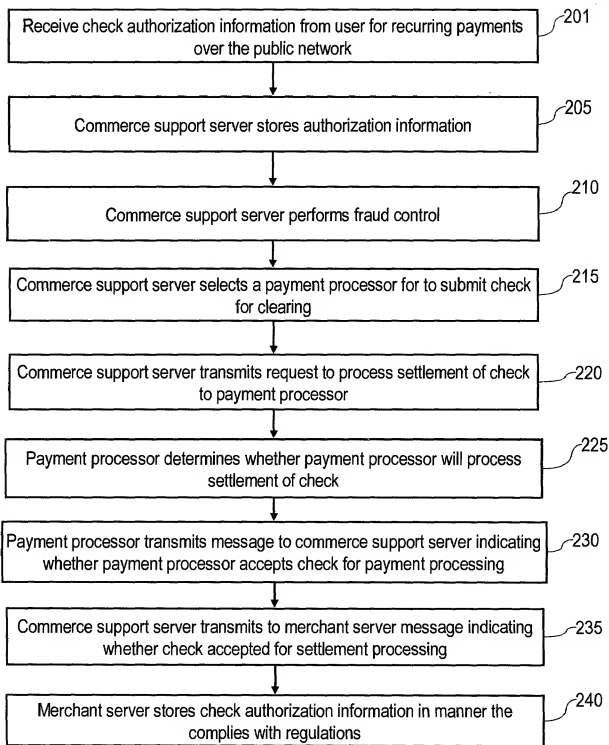 Receive check authorization information from user for recurring payments
over the public network
201
Commerce support server stores authorization information
205
Commerce support server performs fraud control
210
Commerce support server selects a payment processor for to submit check
for clearing
215
Commerce support server transmits request to process settlement of check
to payment processor
220
Payment processor determines whether payment processor will process
settlement of check
225
Payment processor transmits message to commerce support server indicating
whether payment processor accepts check for payment processing
230
Commerce support server transmits to merchant server message indicating
whether check accepted for settlement processing
235
Merchant server stores check authorization information in manner the
complies with regulations
240